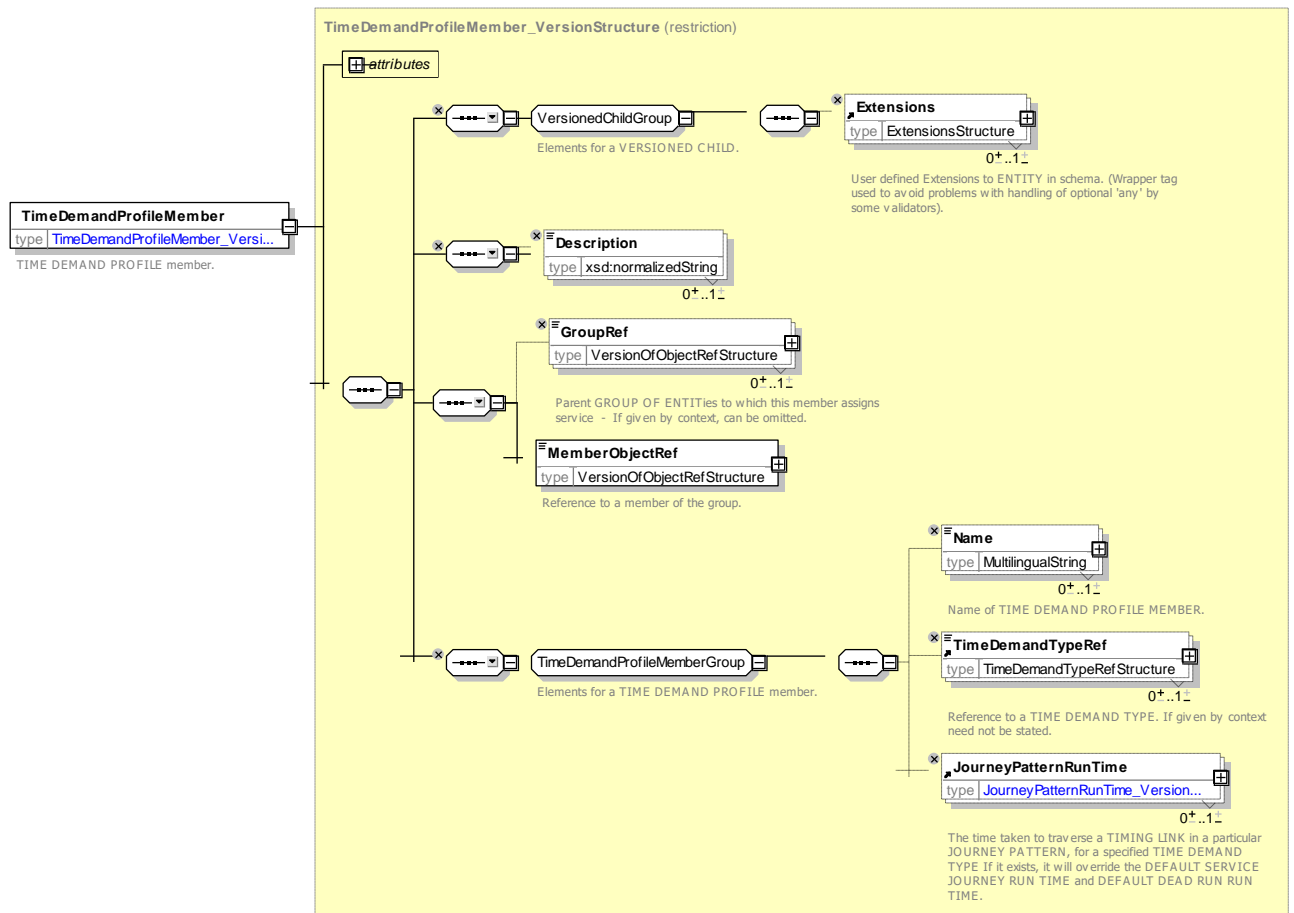 TimeDemandProfileMember_VersionStructure (restriction)
attributes
VersionedChildGroup
Elements for a VERSIONED CHILD.
Extensions
type ExtensionsStructure
0..1
User defined Extensions to ENTITY in schema. (Wrapper tag
used to avoid problems with handling of optional 'any' by
some validators).
TimeDemandProfileMember
type TimeDemandProfileMember_Versi...
TIME DEMAND PROFILE member.
Description
type xsd:normalizedString
0..1
GroupRef
type VersionOfObjectRefStructure
0..1
Parent GROUP OF ENTITies to which this member assigns
service - If given by context, can be omitted.
MemberObjectRef
type VersionOfObjectRefStructure
Reference to a member of the group.
TimeDemandProfileMemberGroup
Elements for a TIME DEMAND PROFILE member.
Name
type MultilingualString
0..1
Name of TIME DEMAND PROFILE MEMBER.
TimeDemandTypeRef
type TimeDemandTypeRefStructure
0..1
Reference to a TIME DEMAND TYPE. If given by context
need not be stated.
JourneyPatternRunTime
type JourneyPatternRunTime_Version...
0..1
The time taken to traverse a TIMING LINK in a particular
JOURNEY PATTERN, for a specified TIME DEMAND
TYPE If it exists, it will override the DEFAULT SERVICE
JOURNEY RUN TIME and DEFAULT DEAD RUN RUN
TIME.